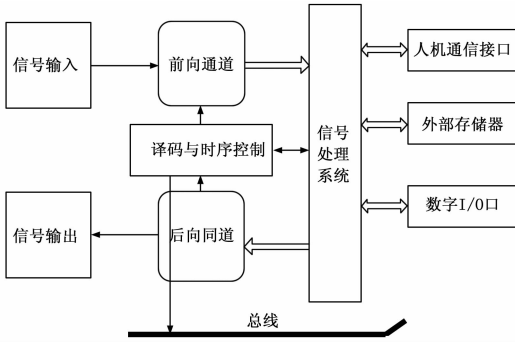 信号输入
前向通道
人机通信接口
外部存储器
译码与时序控制
信号
处理
系统
数字I/O口
信号输出
后向同道
总线